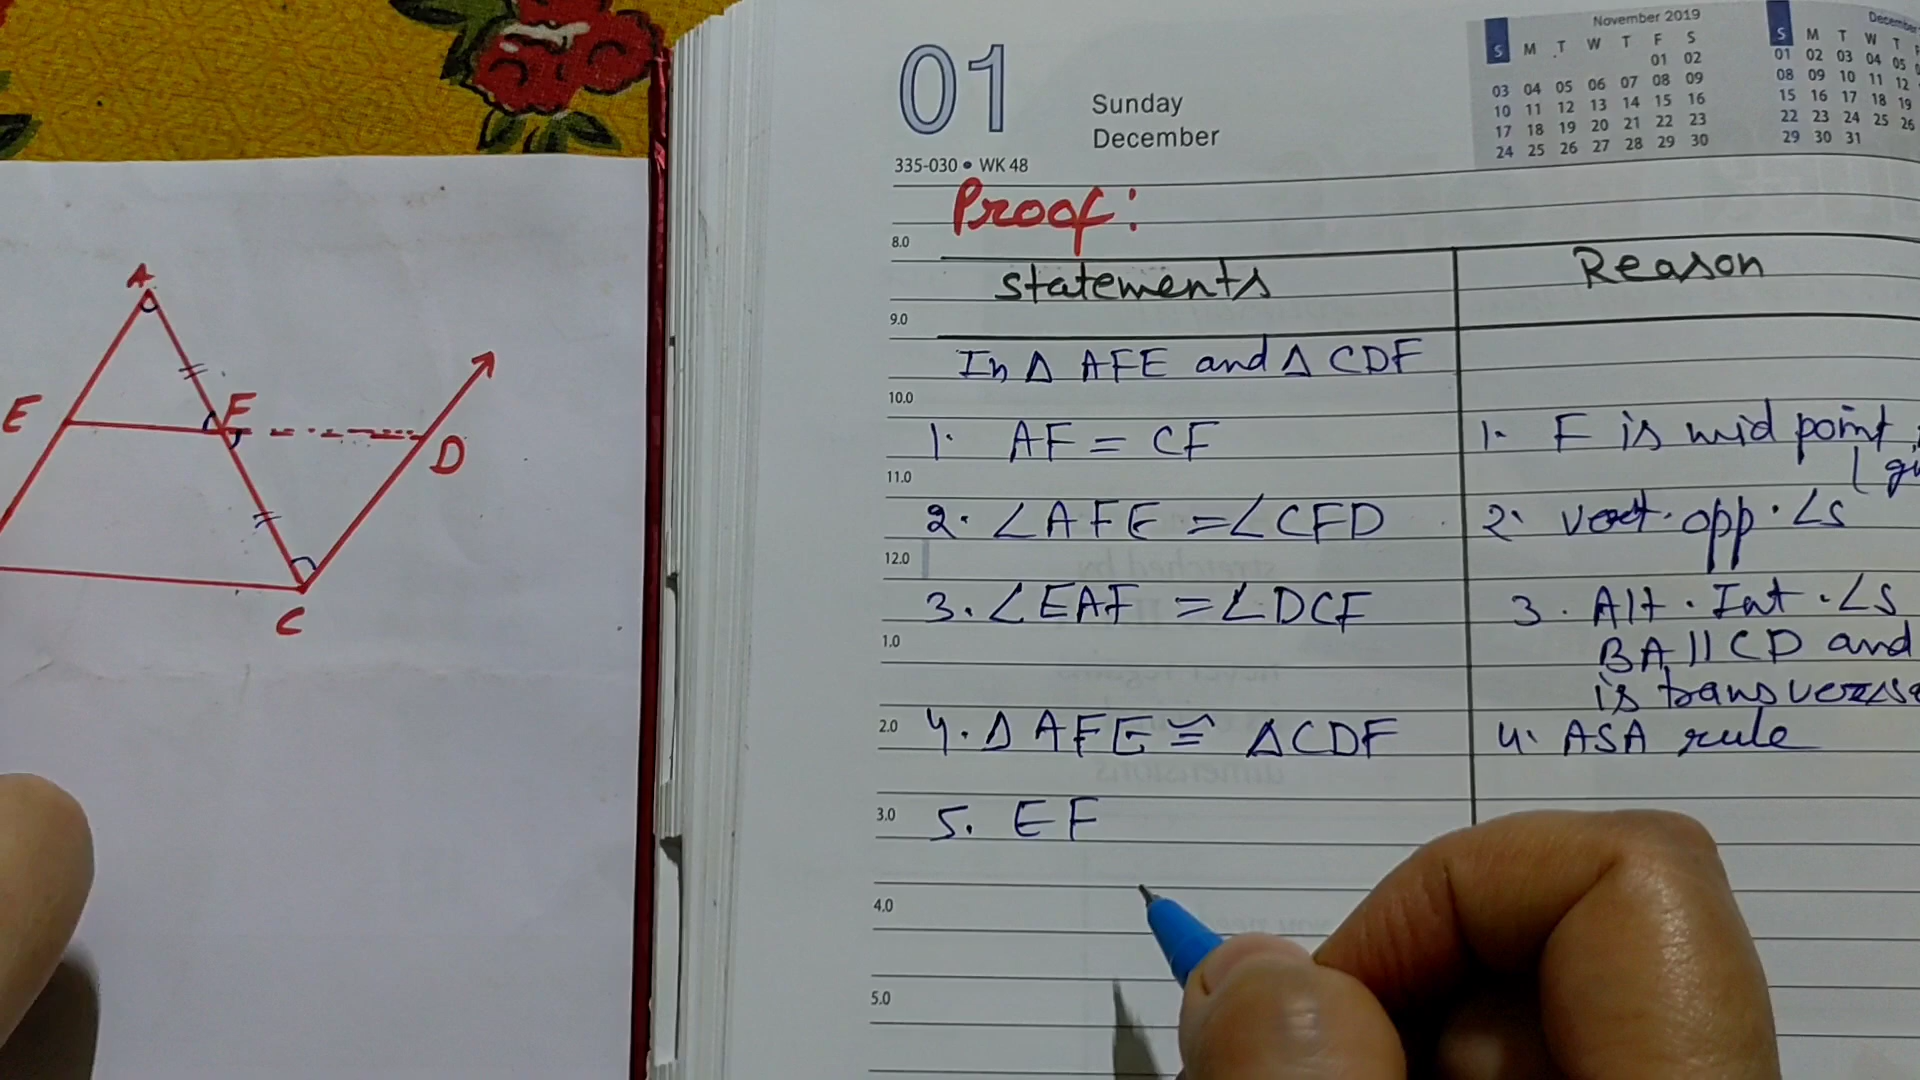 01
Sunday
December
335-030 • WK 48
November 2019
S M T W T F S
01 02
03 04 05 06 07 08 09
10 11 12 13 14 15 16
17 18 19 20 21 22 23
24 25 26 27 28 29 30
December
S M T W T F
01 02 03 04 05
08 09 10 11 12
15 16 17 18 19
22 23 24 25 26
29 30 31
Proof:
statements Reason
In Δ AFE and Δ CDF
1. AF = CF 1. F is mid point
2. ∠AFE = ∠CFD 2. vert. opp. ∠s
3. ∠EAF = ∠DCF 3. Alt. Int. ∠s
BA || CD and
is transversal
4. Δ AFE ≅ ΔCDF 4. ASA rule
5. EF
8.0
9.0
10.0
11.0
12.0
1.0
2.0
3.0
4.0
5.0
A
E
F
D
C